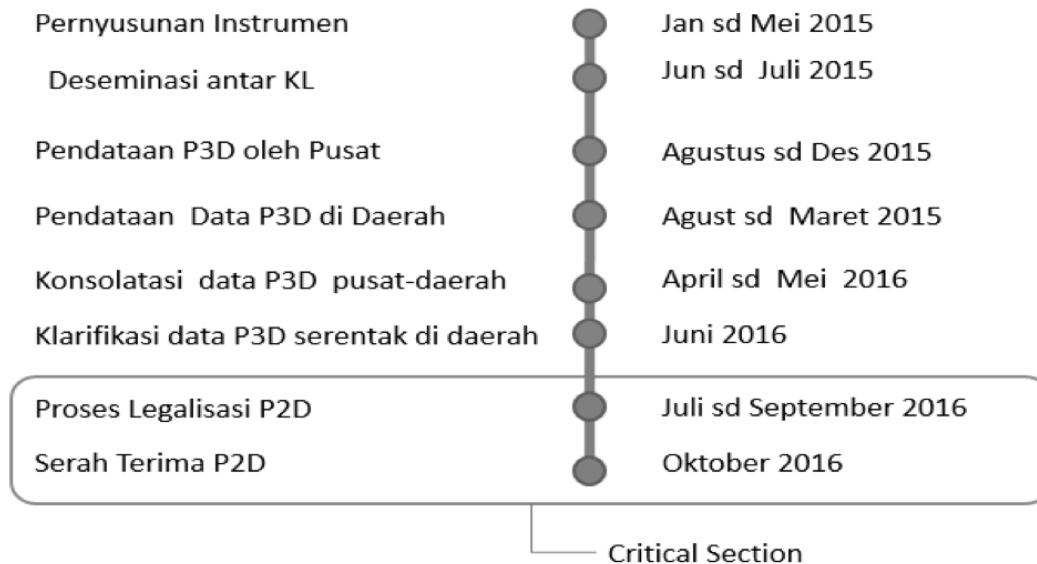 Pernyusunan Instrumen Jan sd Mei 2015
Deseminasi antar KL Jun sd Juli 2015
Pendataan P3D oleh Pusat Agustus sd Des 2015
Pendataan Data P3D di Daerah Agust sd Maret 2015
Konsolatasi data P3D pusat-daerah April sd Mei 2016
Klarifikasi data P3D serentak di daerah Juni 2016
Proses Legalisasi P2D Juli sd September 2016
Serah Terima P2D Oktober 2016
Critical Section